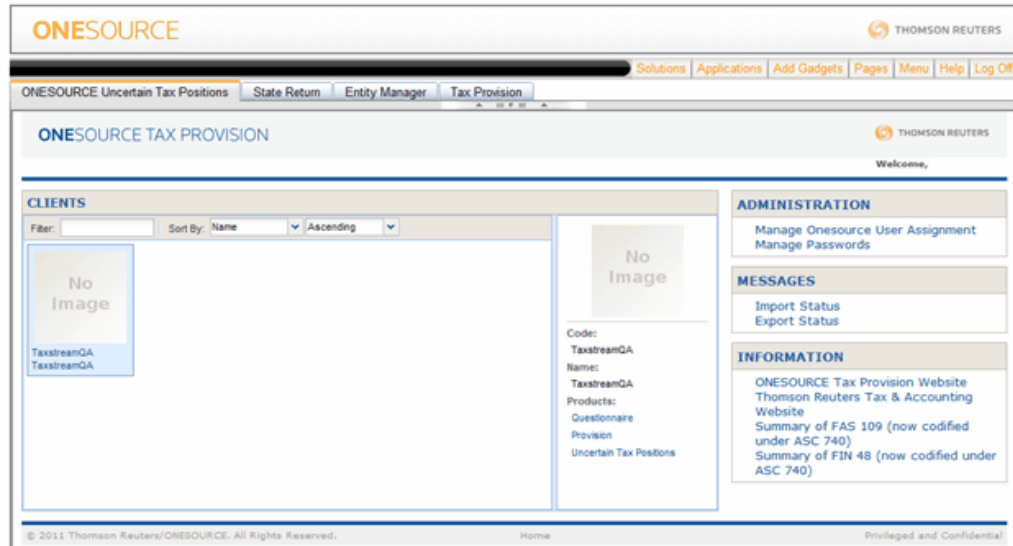 ONESOURCE
THOMSON REUTERS
Solutions Applications Add Gadgets Pages Menu Help Log Off
ONESOURCE Uncertain Tax Positions State Return Entity Manager Tax Provision
ONESOURCE TAX PROVISION
THOMSON REUTERS
Welcome,
CLIENTS
Filter: Sort By: Name Ascending
No
Image
TaxstreamQA
TaxstreamQA
No
Image
Code:
TaxstreamQA
Name:
TaxstreamQA
Products:
Questionnaire
Provision
Uncertain Tax Positions
ADMINISTRATION
Manage Onesource User Assignment
Manage Passwords
MESSAGES
Import Status
Export Status
INFORMATION
ONESOURCE Tax Provision Website
Thomson Reuters Tax & Accounting
Website
Summary of FAS 109 (now codified
under ASC 740)
Summary of FIN 48 (now codified under
ASC 740)
© 2011 Thomson Reuters/ONESOURCE. All Rights Reserved. Home Privileged and Confidential